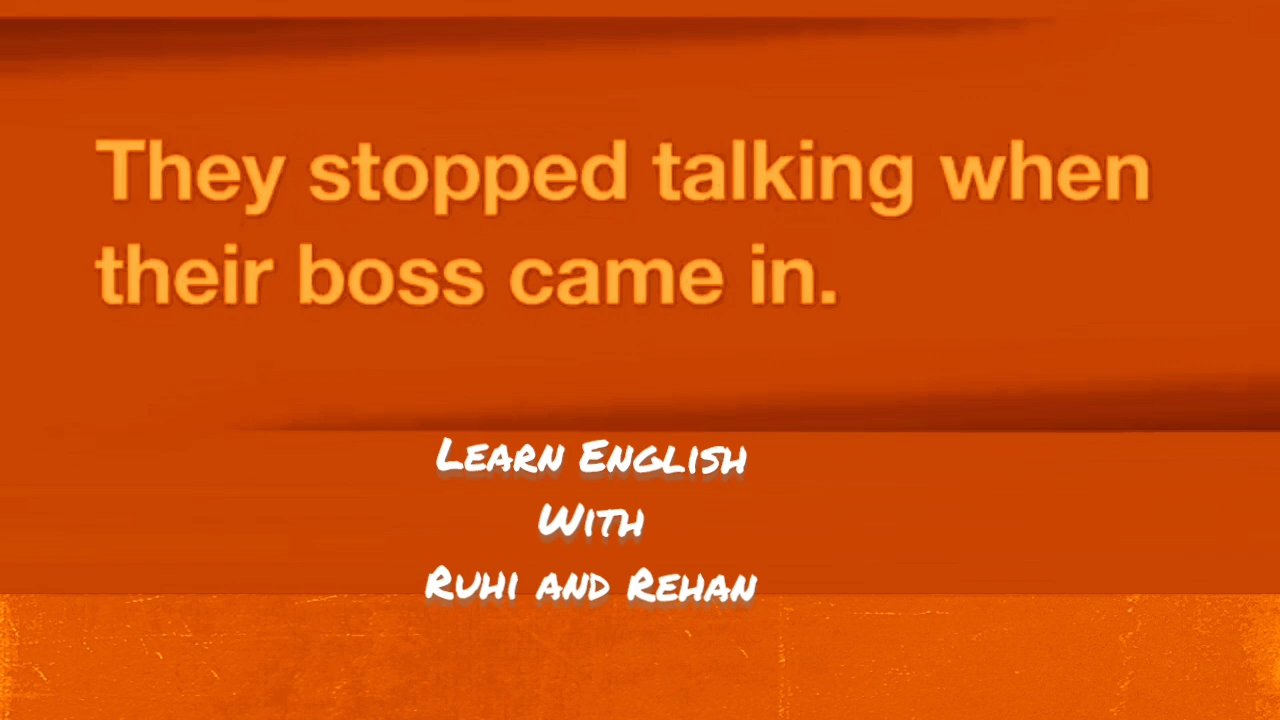 They stopped talking when
their boss came in.
Learn English
With
Ruhi and Rehan